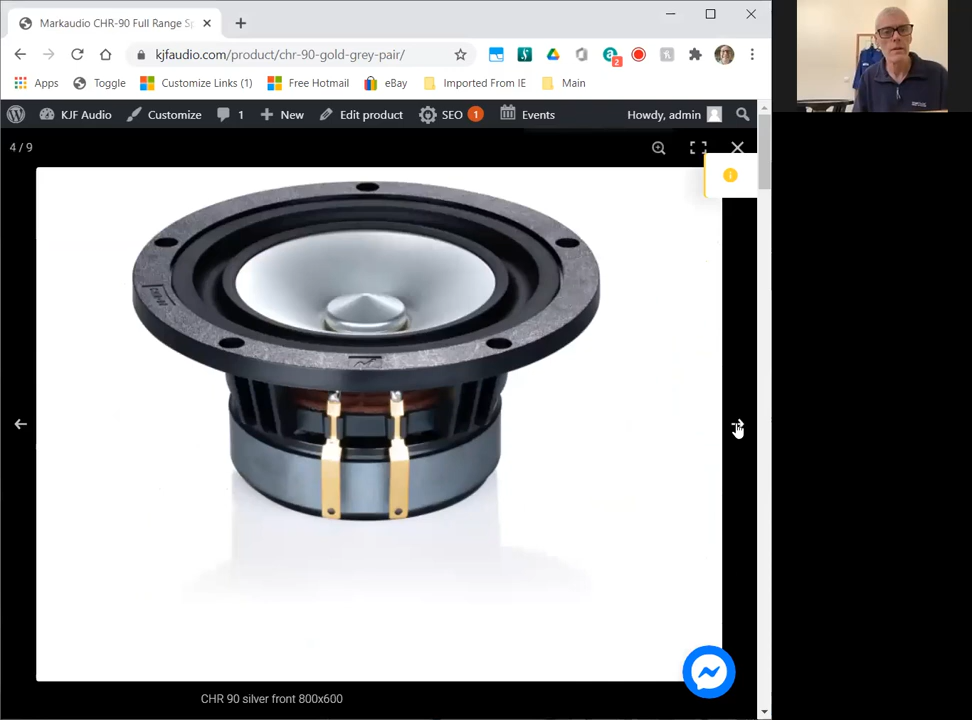 Markaudio CHR-90 Full Range Sp
kjfaudio.com/product/chr-90-gold-grey-pair/
2
Apps Toggle Customize Links (1) Free Hotmail eBay Imported From IE Main
KJF Audio Customize 1 New Edit product SEO 1 Events Howdy, admin
4 / 9
CHR 90 silver front 800x600